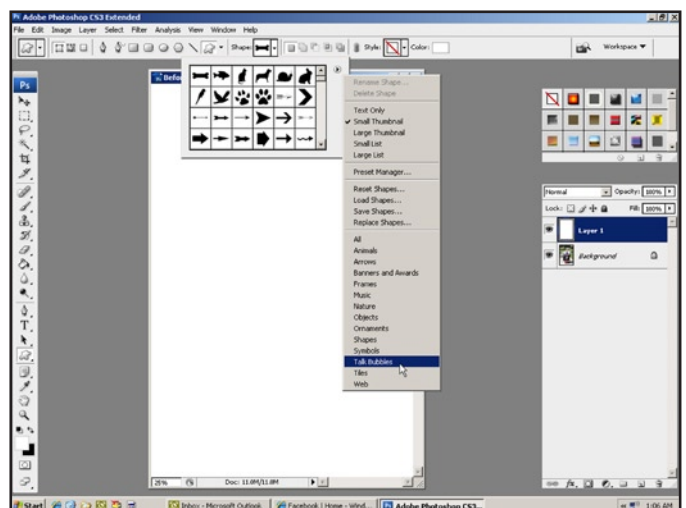 Adobe Photoshop CS3 Extended
File Edit Image Layer Select Filter Analysis View Window Help
Shape: Style: Color: Workspace
Ps
Befor
Rename Shape...
Delete Shape
Text Only
Small Thumbnail
Large Thumbnail
Small List
Large List
Preset Manager...
Reset Shapes...
Load Shapes...
Save Shapes...
Replace Shapes...
All
Animals
Arrows
Banners and Awards
Frames
Music
Nature
Objects
Ornaments
Shapes
Symbols
Talk Bubbles
Tiles
Web
Normal Opacity: 100%
Lock: Fill: 100%
Layer 1
Background
T
25% Doc: 11.0M/11.0M
Start Inbox - Microsoft Outlook Facebook | Home - Wind... Adobe Photoshop CS3... 1:06 AM